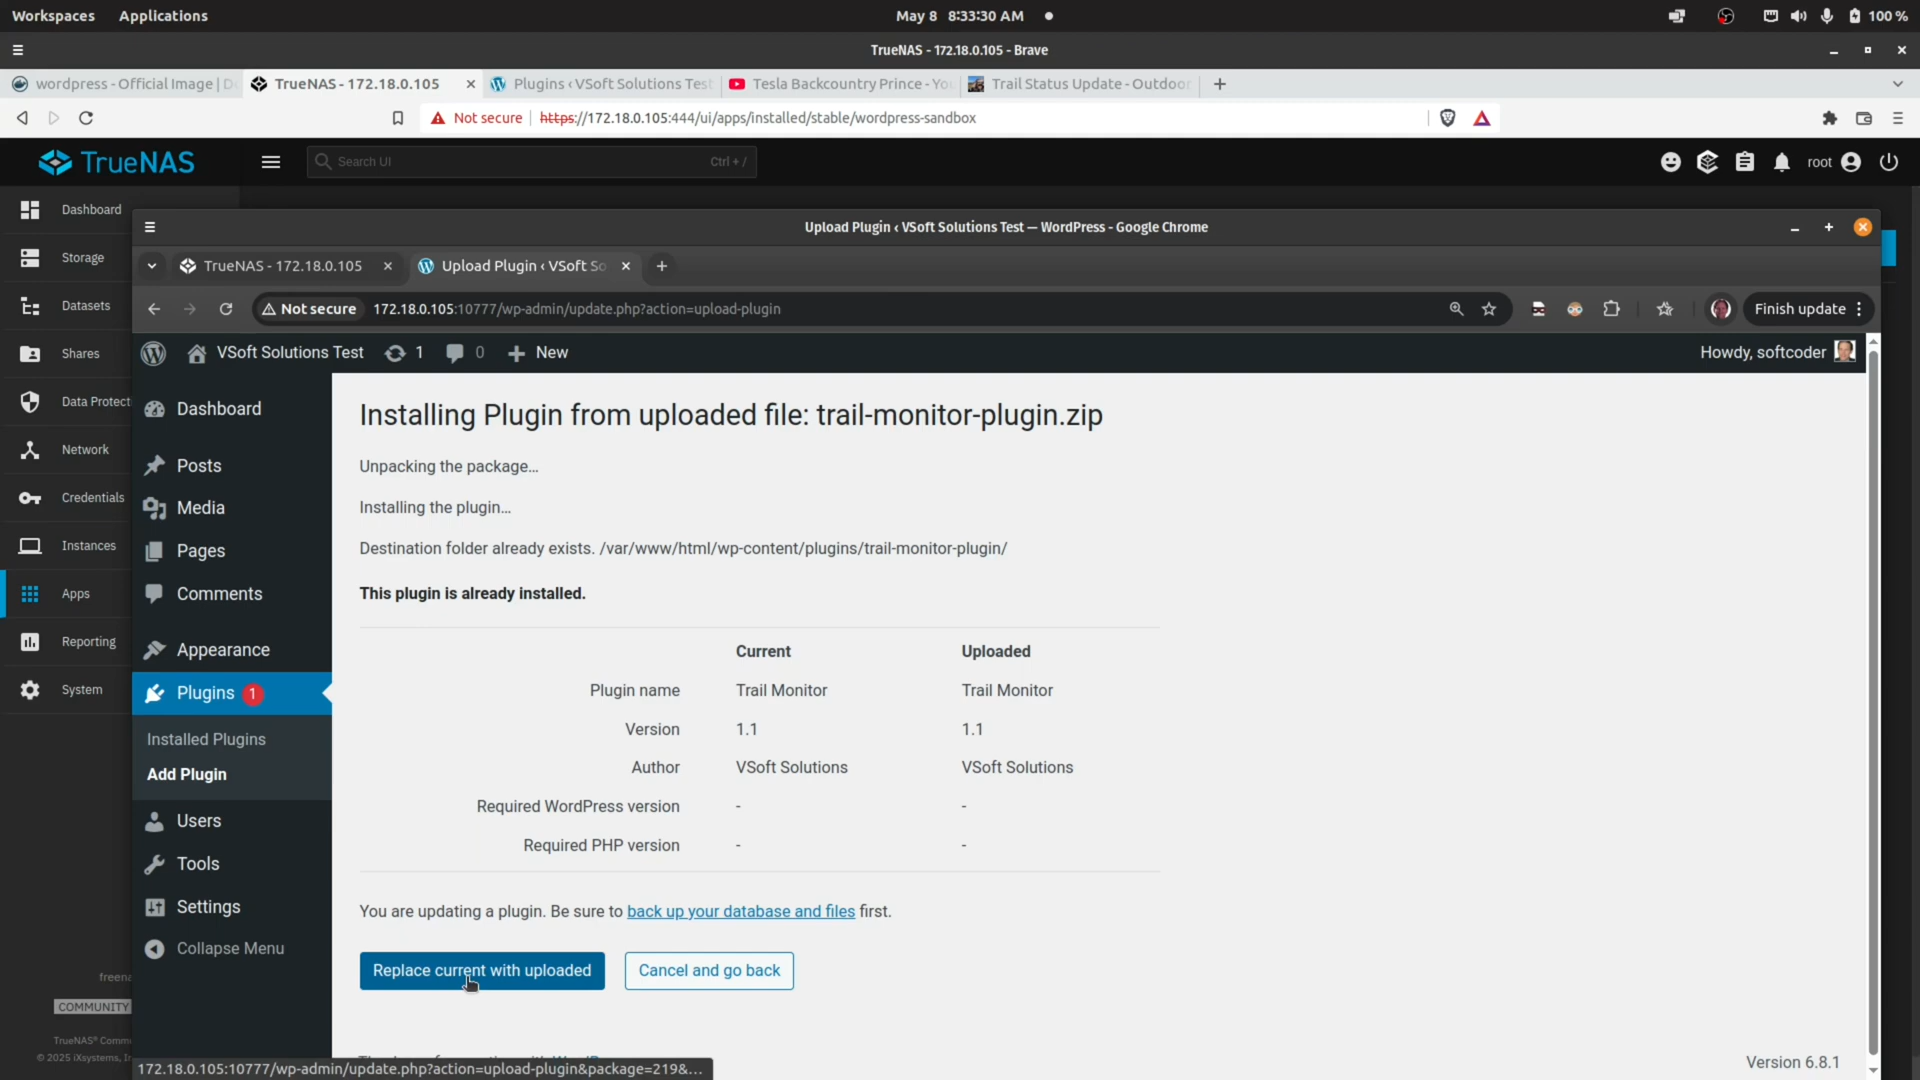 Workspaces Applications May 8 8:33:30 AM 100 %
TrueNAS - 172.18.0.105 - Brave
wordpress - Official Image | D TrueNAS - 172.18.0.105 Plugins ‹ VSoft Solutions Test Tesla Backcountry Prince - You Trail Status Update - Outdoor
Not secure https://172.18.0.105:444/ui/apps/installed/stable/wordpress-sandbox
TrueNAS Search UI Ctrl + / root
Dashboard
Upload Plugin ‹ VSoft Solutions Test — WordPress - Google Chrome
Storage
TrueNAS - 172.18.0.105 Upload Plugin ‹ VSoft So
Datasets
Not secure 172.18.0.105:10777/wp-admin/update.php?action=upload-plugin Finish update
Shares
VSoft Solutions Test 1 0 New Howdy, softcoder
Data Protect
Network
Credentials
Instances
Apps
Reporting
System
Dashboard
Posts
Media
Pages
Comments
Appearance
Plugins 1
Installed Plugins
Add Plugin
Users
Tools
Settings
Collapse Menu
Installing Plugin from uploaded file: trail-monitor-plugin.zip
Unpacking the package…
Installing the plugin…
Destination folder already exists. /var/www/html/wp-content/plugins/trail-monitor-plugin/
This plugin is already installed.
Current Uploaded
Plugin name Trail Monitor Trail Monitor
Version 1.1 1.1
Author VSoft Solutions VSoft Solutions
Required WordPress version - -
Required PHP version - -
You are updating a plugin. Be sure to back up your database and files first.
Replace current with uploaded Cancel and go back
freena
COMMUNITY
TrueNAS® Comm
© 2025 iXsystems, In
Version 6.8.1
172.18.0.105:10777/wp-admin/update.php?action=upload-plugin&package=219&...